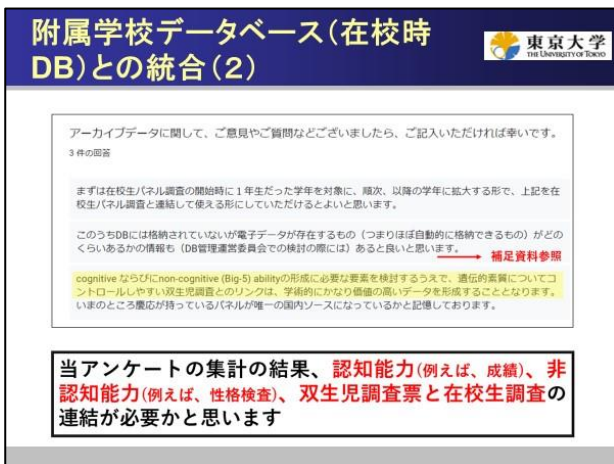 附属学校データベース(在校時
DB)との統合(2)
東京大学
THE UNIVERSITY OF TOKYO
アーカイブデータに関して、ご意見やご質問などございましたら、ご記入いただければ幸いです。
3 件の回答
まずは在校生パネル調査の開始時に1年生だった学年を対象に、順次、以降の学年に拡大する形で、上記を在
校生パネル調査と連結して使える形にしていただけるとよいと思います。
このうちDBには格納されていないが電子データが存在するもの(つまりほぼ自動的に格納できるもの)がどの
くらいあるかの情報も(DB管理運営委員会での検討の際には)あると良いと思います。
補足資料参照
cognitive ならびにnon-cognitive (Big-5) abilityの形成に必要な要素を検討するうえで、遺伝的素質についてコ
ントロールしやすい双生児調査とのリンクは、学術的にかなり価値の高いデータを形成することとなります。
いまのところ慶応が持っているパネルが唯一の国内ソースになっているかと記憶しております。
当アンケートの集計の結果、認知能力(例えば、成績)、非
認知能力(例えば、性格検査)、双生児調査票と在校生調査の
連結が必要かと思います